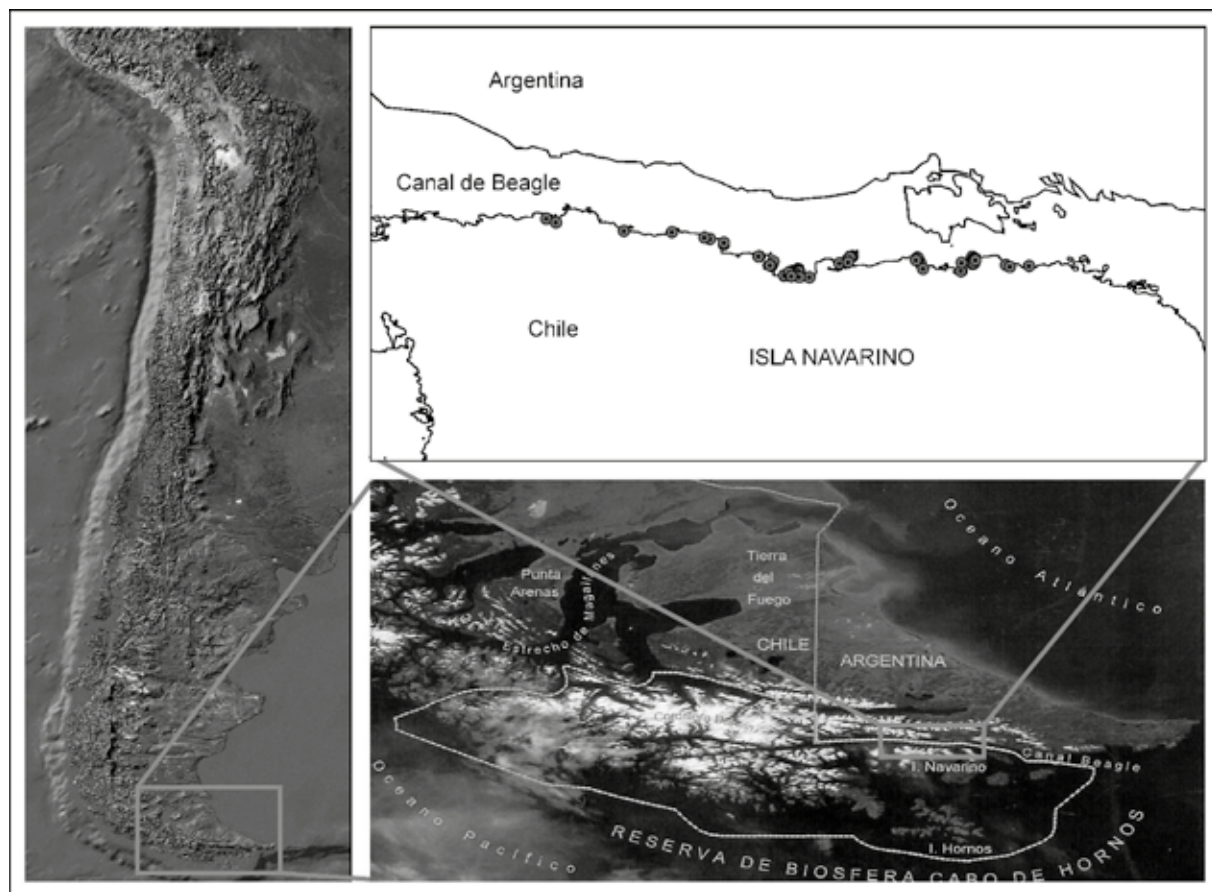 Argentina
Canal de Beagle
Chile
ISLA NAVARINO
Oceano Atlántico
Punta
Arenas
Estrecho de Magallanes
Tierra
del
Fuego
CHILE
ARGENTINA
Canal Beagle
I. Navarino
Oceano Pacífico
I. Hornos
RESERVA DE BIOSFERA CABO DE HORNOS